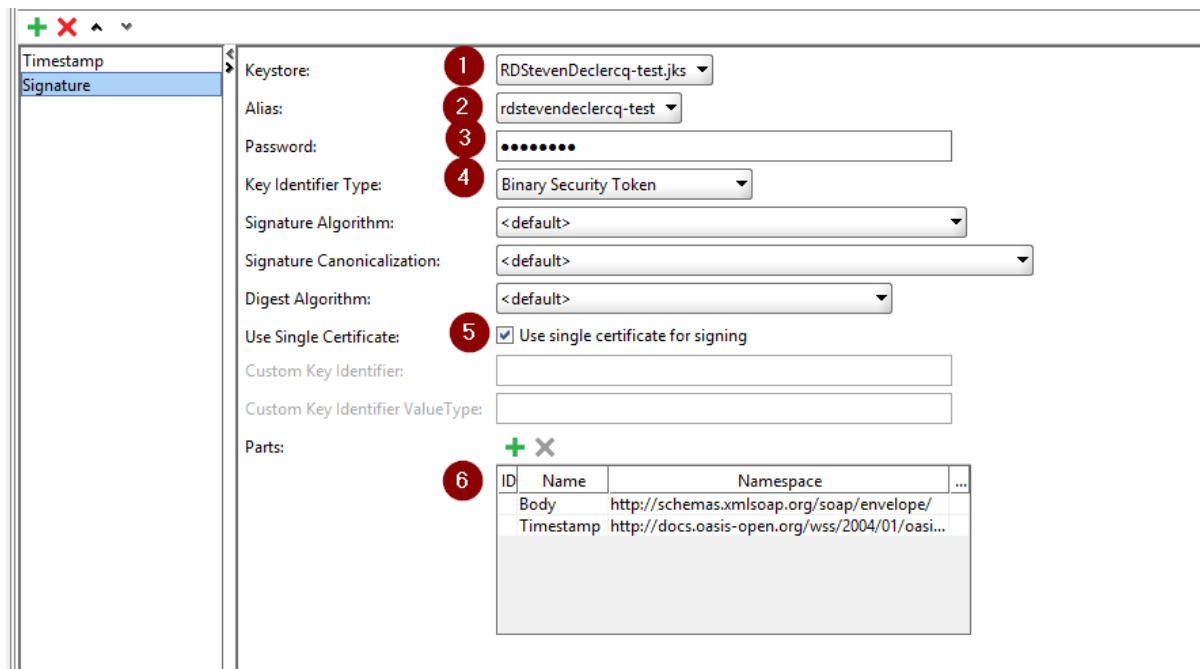 Timestamp
Signature
Keystore: 1 RDStevenDeclercq-test.jks
Alias: 2 rdstevendeclercq-test
Password: 3 ••••••••
Key Identifier Type: 4 Binary Security Token
Signature Algorithm: <default>
Signature Canonicalization: <default>
Digest Algorithm: <default>
Use Single Certificate: 5 Use single certificate for signing
Custom Key Identifier:
Custom Key Identifier ValueType:
Parts:
6 ID Name Namespace ...
Body http://schemas.xmlsoap.org/soap/envelope/
Timestamp http://docs.oasis-open.org/wss/2004/01/oasi...